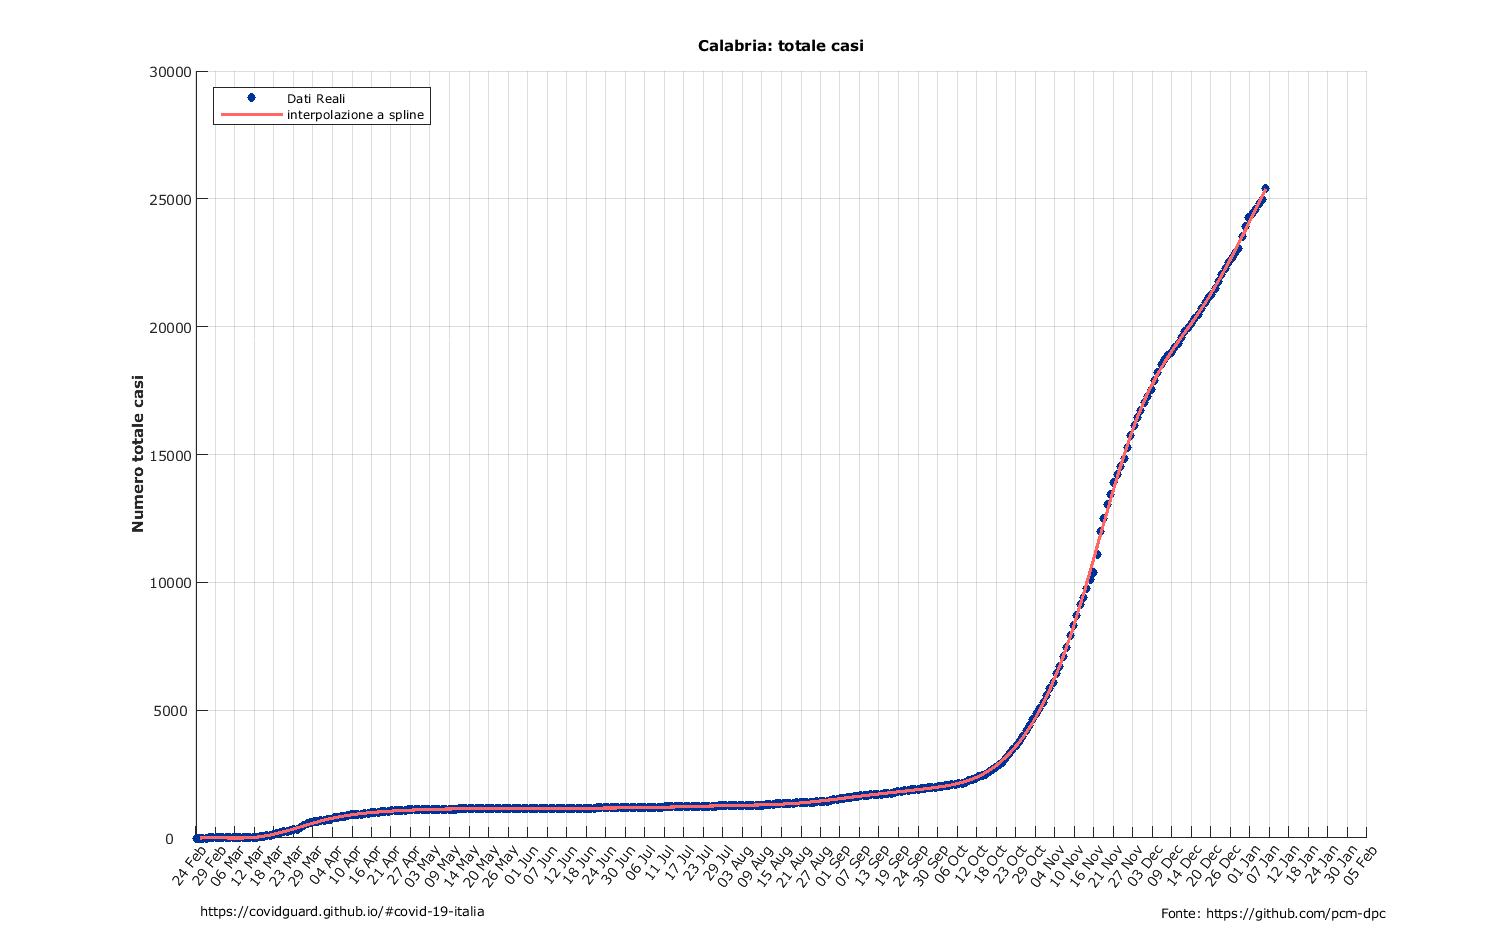 Calabria: totale casi
30000
25000
20000
15000
10000
5000
0
Numero totale casi
Dati Reali
interpolazione a spline
24 Feb
29 Feb
06 Mar
12 Mar
18 Mar
23 Mar
29 Mar
04 Apr
10 Apr
16 Apr
21 Apr
27 Apr
03 May
09 May
14 May
20 May
26 May
01 Jun
07 Jun
12 Jun
18 Jun
24 Jun
30 Jun
06 Jul
11 Jul
17 Jul
23 Jul
29 Jul
03 Aug
09 Aug
15 Aug
21 Aug
27 Aug
01 Sep
07 Sep
13 Sep
19 Sep
24 Sep
30 Sep
06 Oct
12 Oct
18 Oct
23 Oct
29 Oct
04 Nov
10 Nov
16 Nov
21 Nov
27 Nov
03 Dec
09 Dec
14 Dec
20 Dec
26 Dec
01 Jan
07 Jan
12 Jan
18 Jan
24 Jan
30 Jan
05 Feb
https://covidguard.github.io/#covid-19-italia
Fonte: https://github.com/pcm-dpc